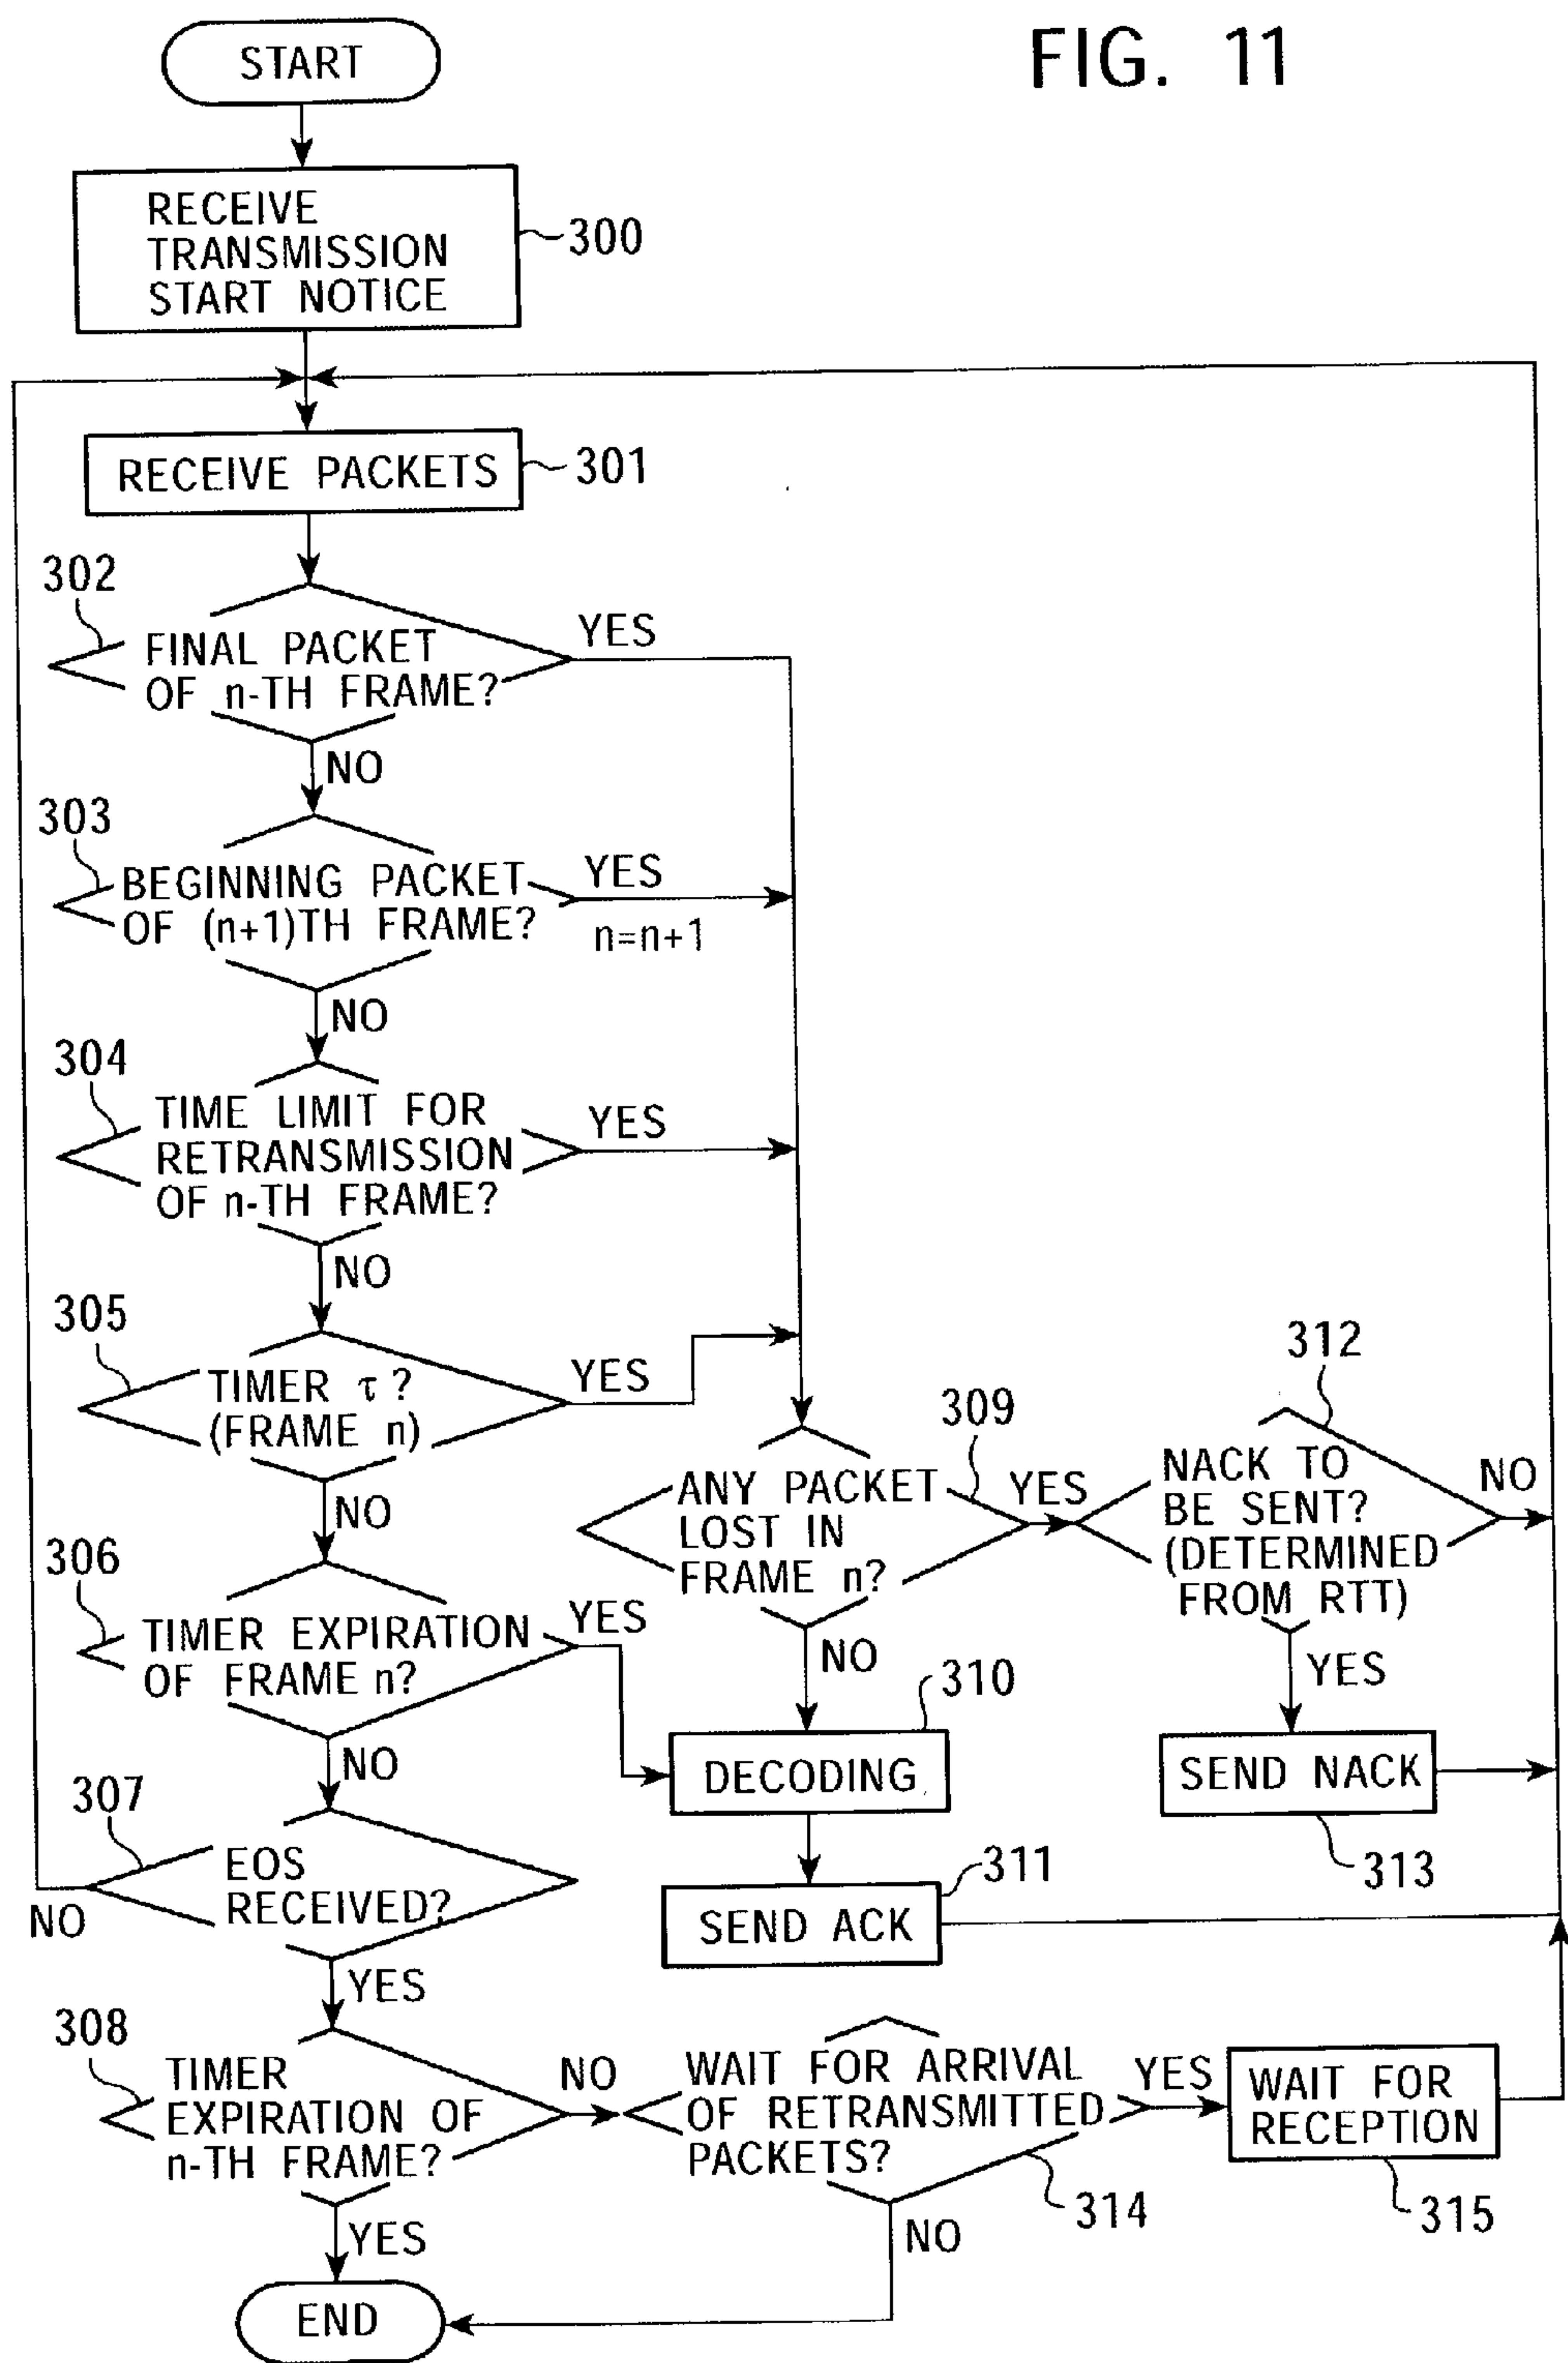 FIG. 11
START
RECEIVE
TRANSMISSION
START NOTICE
300
RECEIVE PACKETS
301
302
FINAL PACKET
OF n-TH FRAME?
YES
NO
303
BEGINNING PACKET
OF (n+1)TH FRAME?
YES
n=n+1
NO
304
TIME LIMIT FOR
RETRANSMISSION
OF n-TH FRAME?
YES
NO
305
TIMER τ?
(FRAME n)
YES
NO
306
TIMER EXPIRATION
OF FRAME n?
YES
NO
307
EOS
RECEIVED?
NO
YES
308
TIMER
EXPIRATION OF
n-TH FRAME?
NO
YES
END
309
ANY PACKET
LOST IN
FRAME n?
YES
NO
310
DECODING
311
SEND ACK
312
NACK TO
BE SENT?
(DETERMINED
FROM RTT)
NO
YES
SEND NACK
313
WAIT FOR ARRIVAL
OF RETRANSMITTED
PACKETS?
YES
314
NO
WAIT FOR
RECEPTION
315